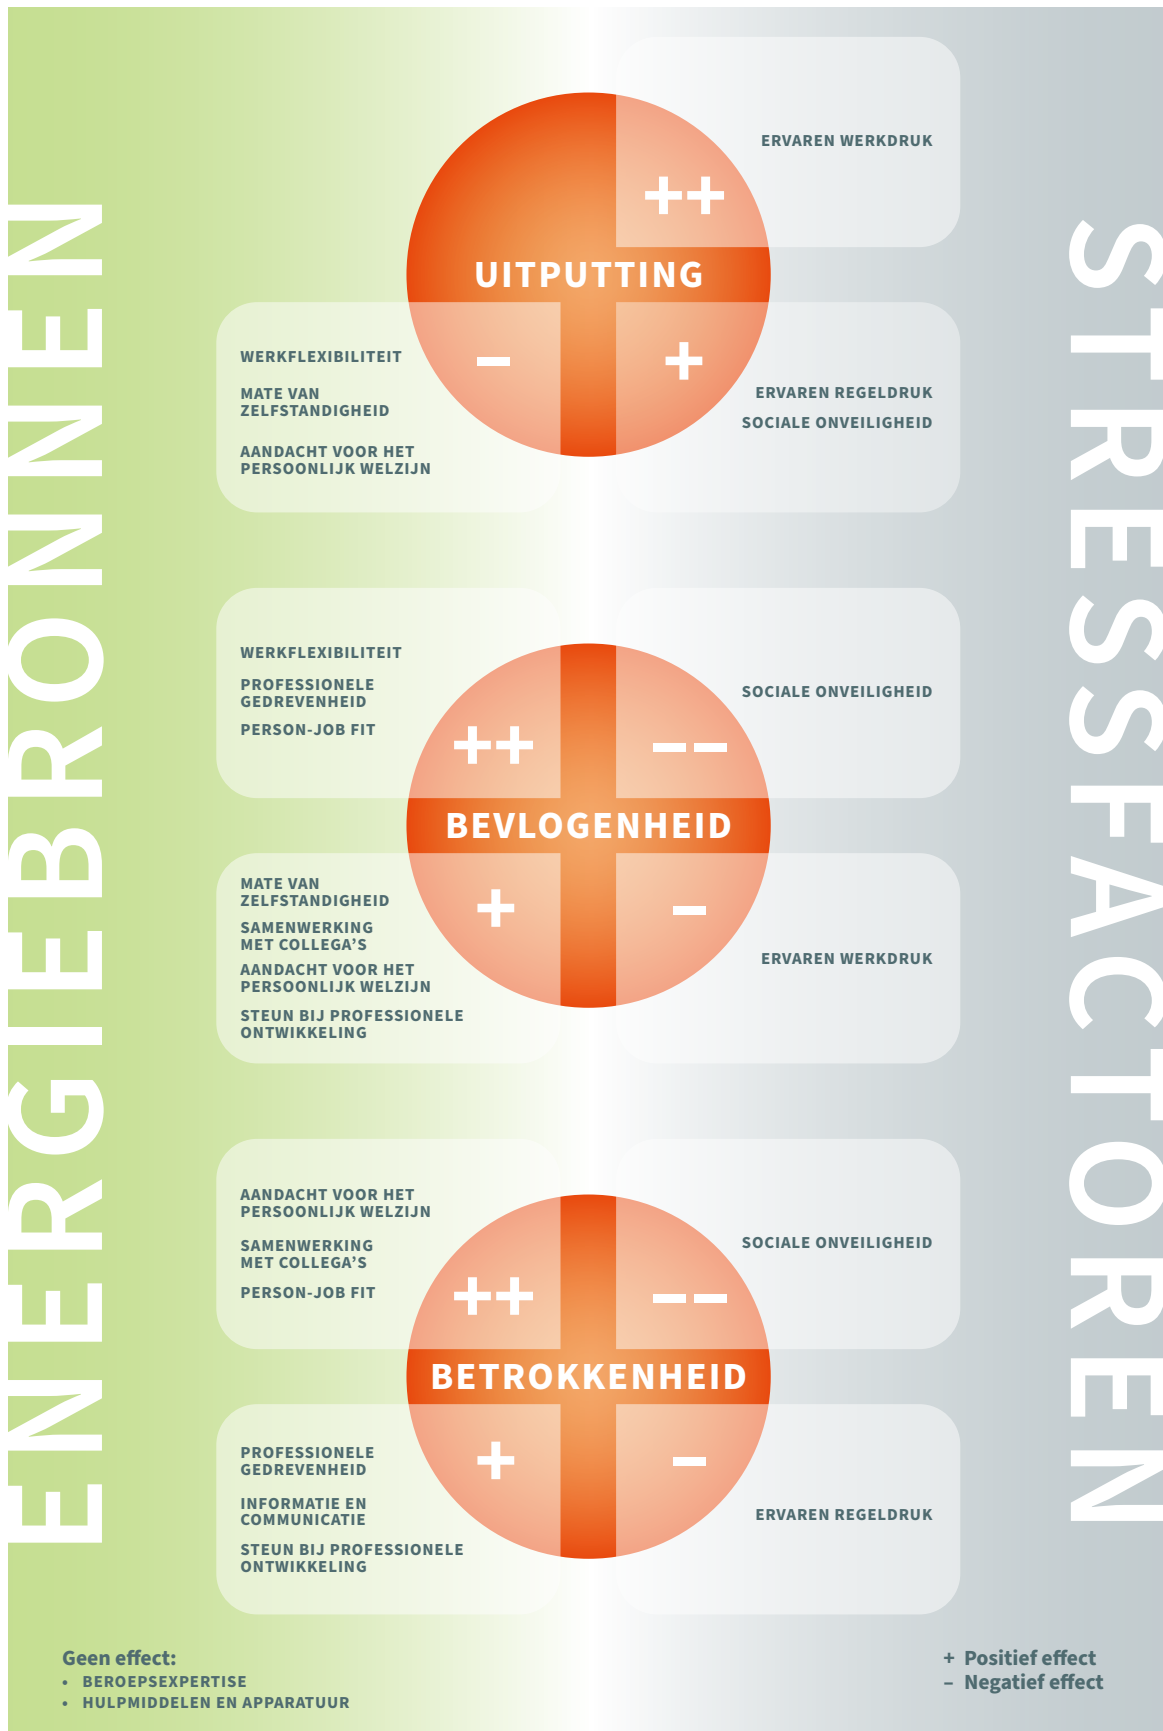 ENERGIEBRONNEN
STRESSFACTOREN
ERVAREN WERKDRUK
++
UITPUTTING
WERKFLEXIBILITEIT
MATE VAN
ZELFSTANDIGHEID
AANDACHT VOOR HET
PERSOONLIJK WELZIJN
–
+
ERVAREN REGELDRUK
SOCIALE ONVEILIGHEID
WERKFLEXIBILITEIT
PROFESSIONELE
GEDREVENHEID
PERSON-JOB FIT
++
– –
SOCIALE ONVEILIGHEID
BEVLOGENHEID
MATE VAN
ZELFSTANDIGHEID
SAMENWERKING
MET COLLEGA’S
AANDACHT VOOR HET
PERSOONLIJK WELZIJN
STEUN BIJ PROFESSIONELE
ONTWIKKELING
+
–
ERVAREN WERKDRUK
AANDACHT VOOR HET
PERSOONLIJK WELZIJN
SAMENWERKING
MET COLLEGA’S
PERSON-JOB FIT
++
– –
SOCIALE ONVEILIGHEID
BETROKKENHEID
PROFESSIONELE
GEDREVENHEID
INFORMATIE EN
COMMUNICATIE
STEUN BIJ PROFESSIONELE
ONTWIKKELING
+
–
ERVAREN REGELDRUK
Geen effect:
• BEROEPSEXPERTISE
• HULPMIDDELEN EN APPARATUUR
+ Positief effect
– Negatief effect